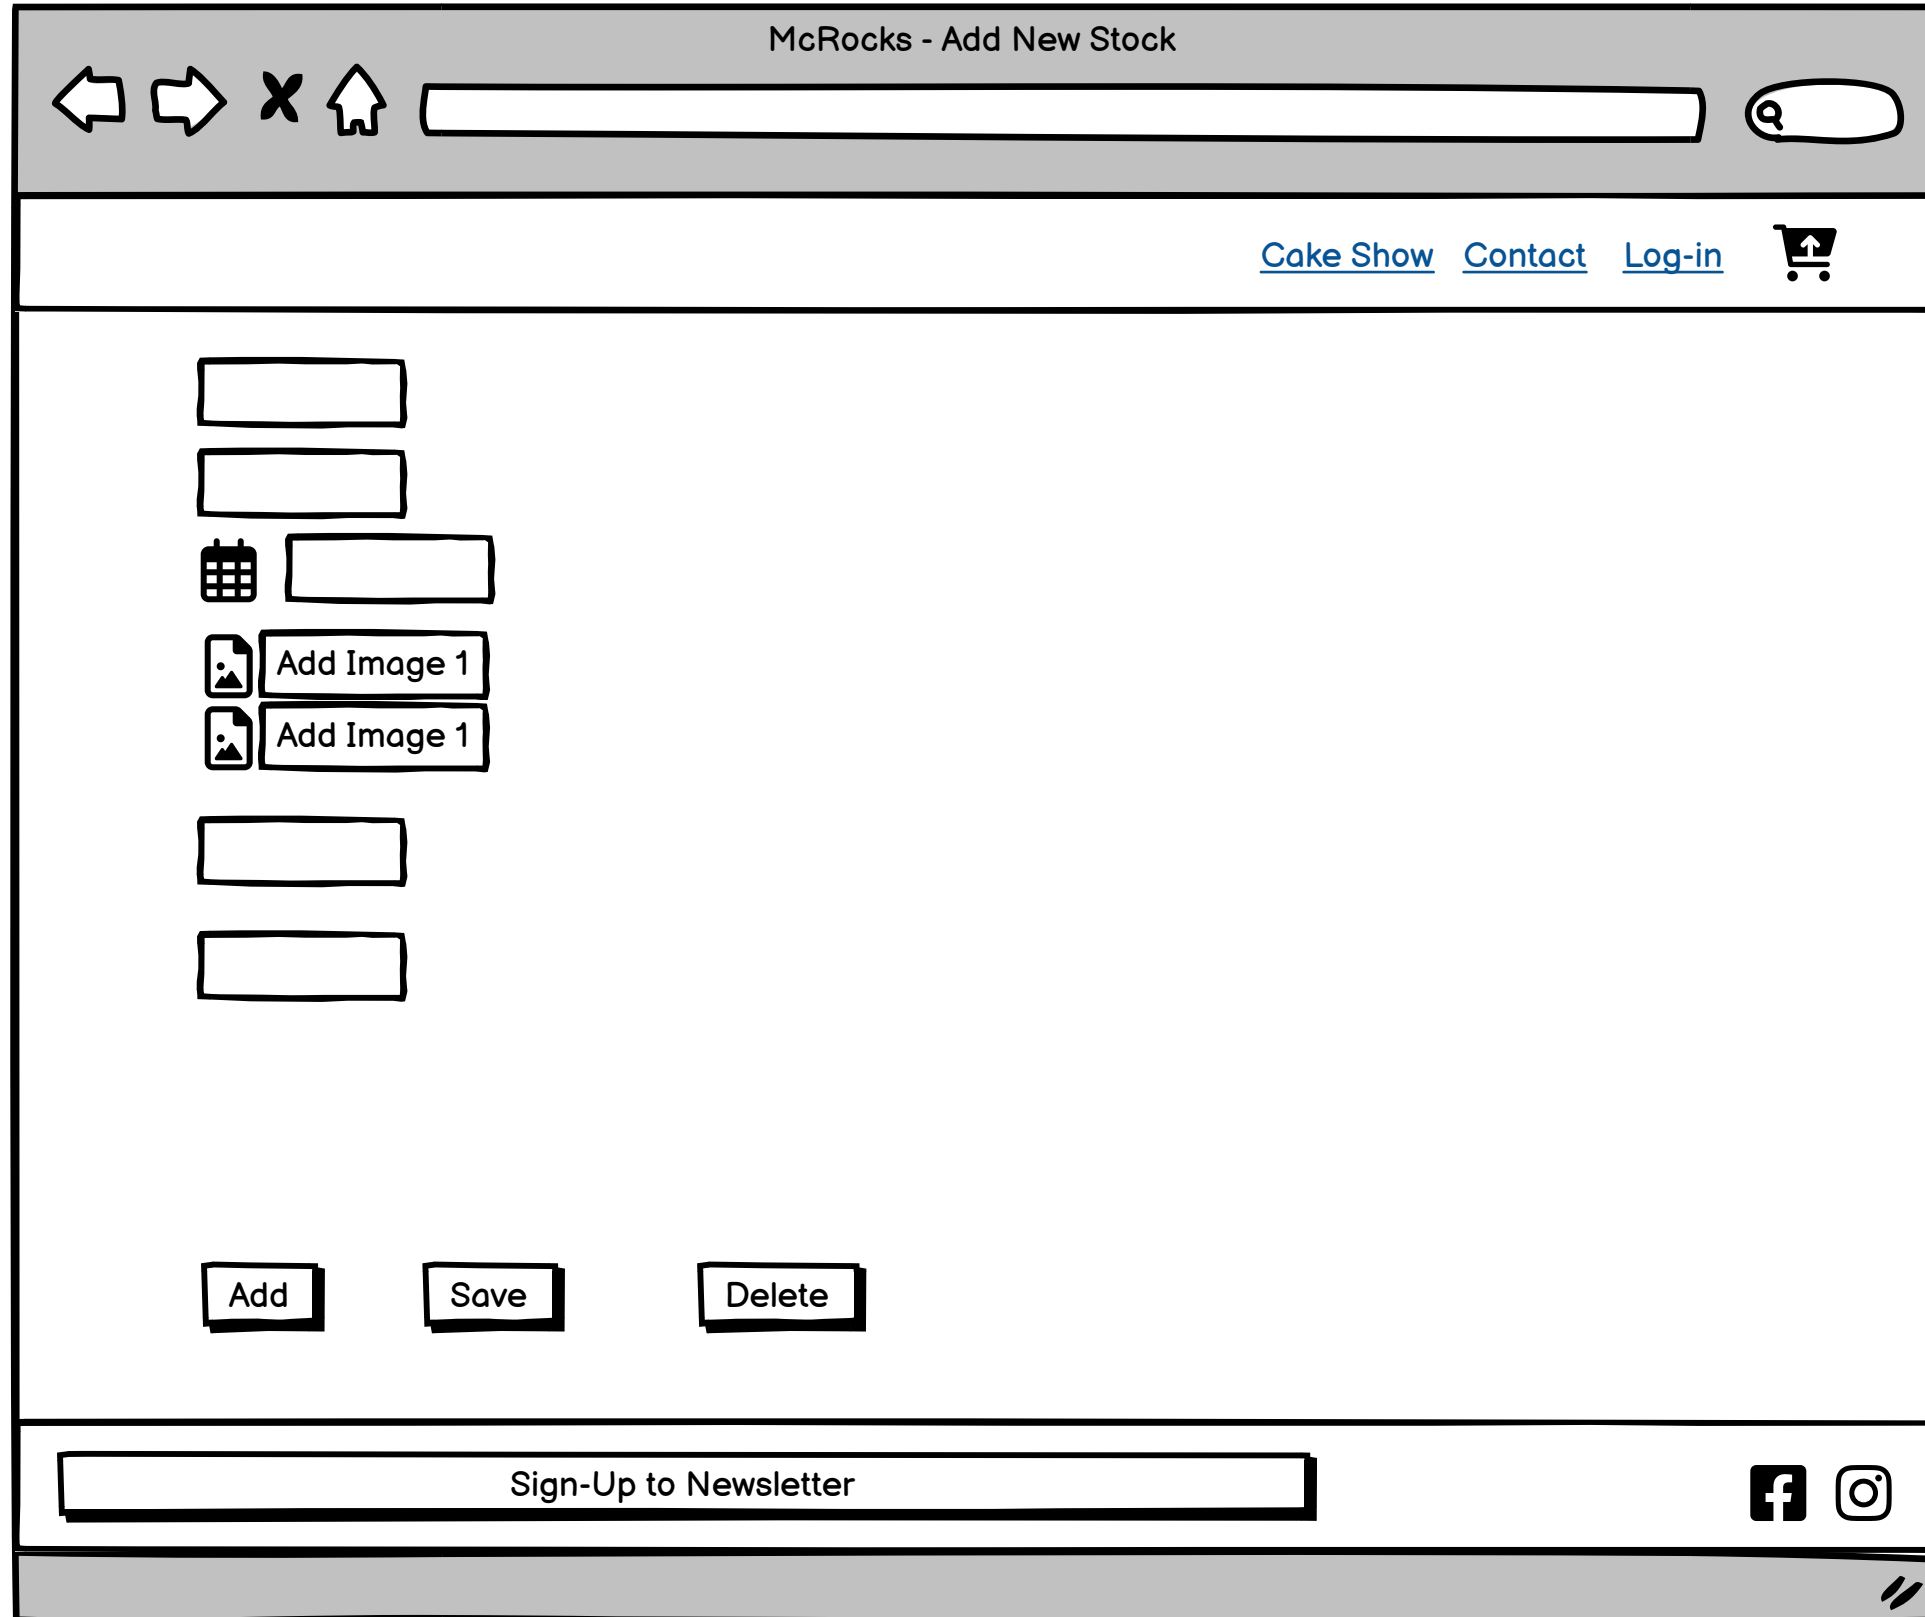 McRocks - Add New Stock
Cake Show Contact Log-in
Add Image 1
Add Image 1
Add Save Delete
Sign-Up to Newsletter